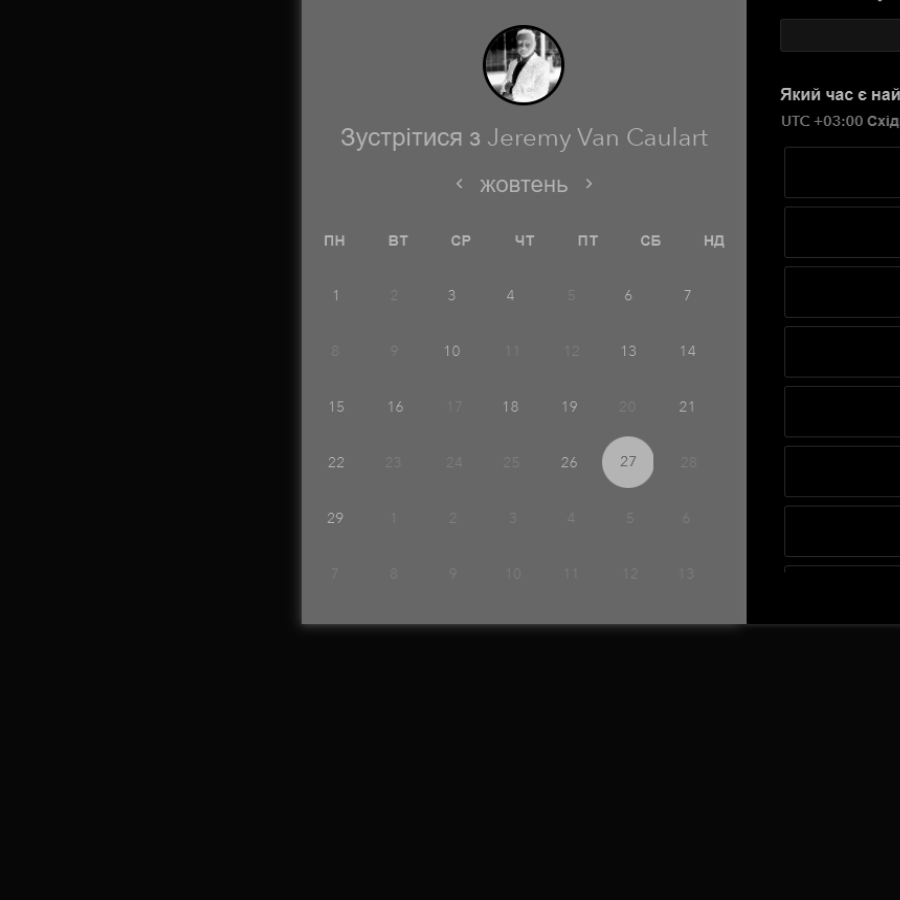 Зустрітися з Jeremy Van Caulart
жовтень
ПН ВТ СР ЧТ ПТ СБ НД
1 2 3 4 5 6 7
8 9 10 11 12 13 14
15 16 17 18 19 20 21
22 23 24 25 26 27 28
29 1 2 3 4 5 6
7 8 9 10 11 12 13
Який час є най
UTC +03:00 Схід